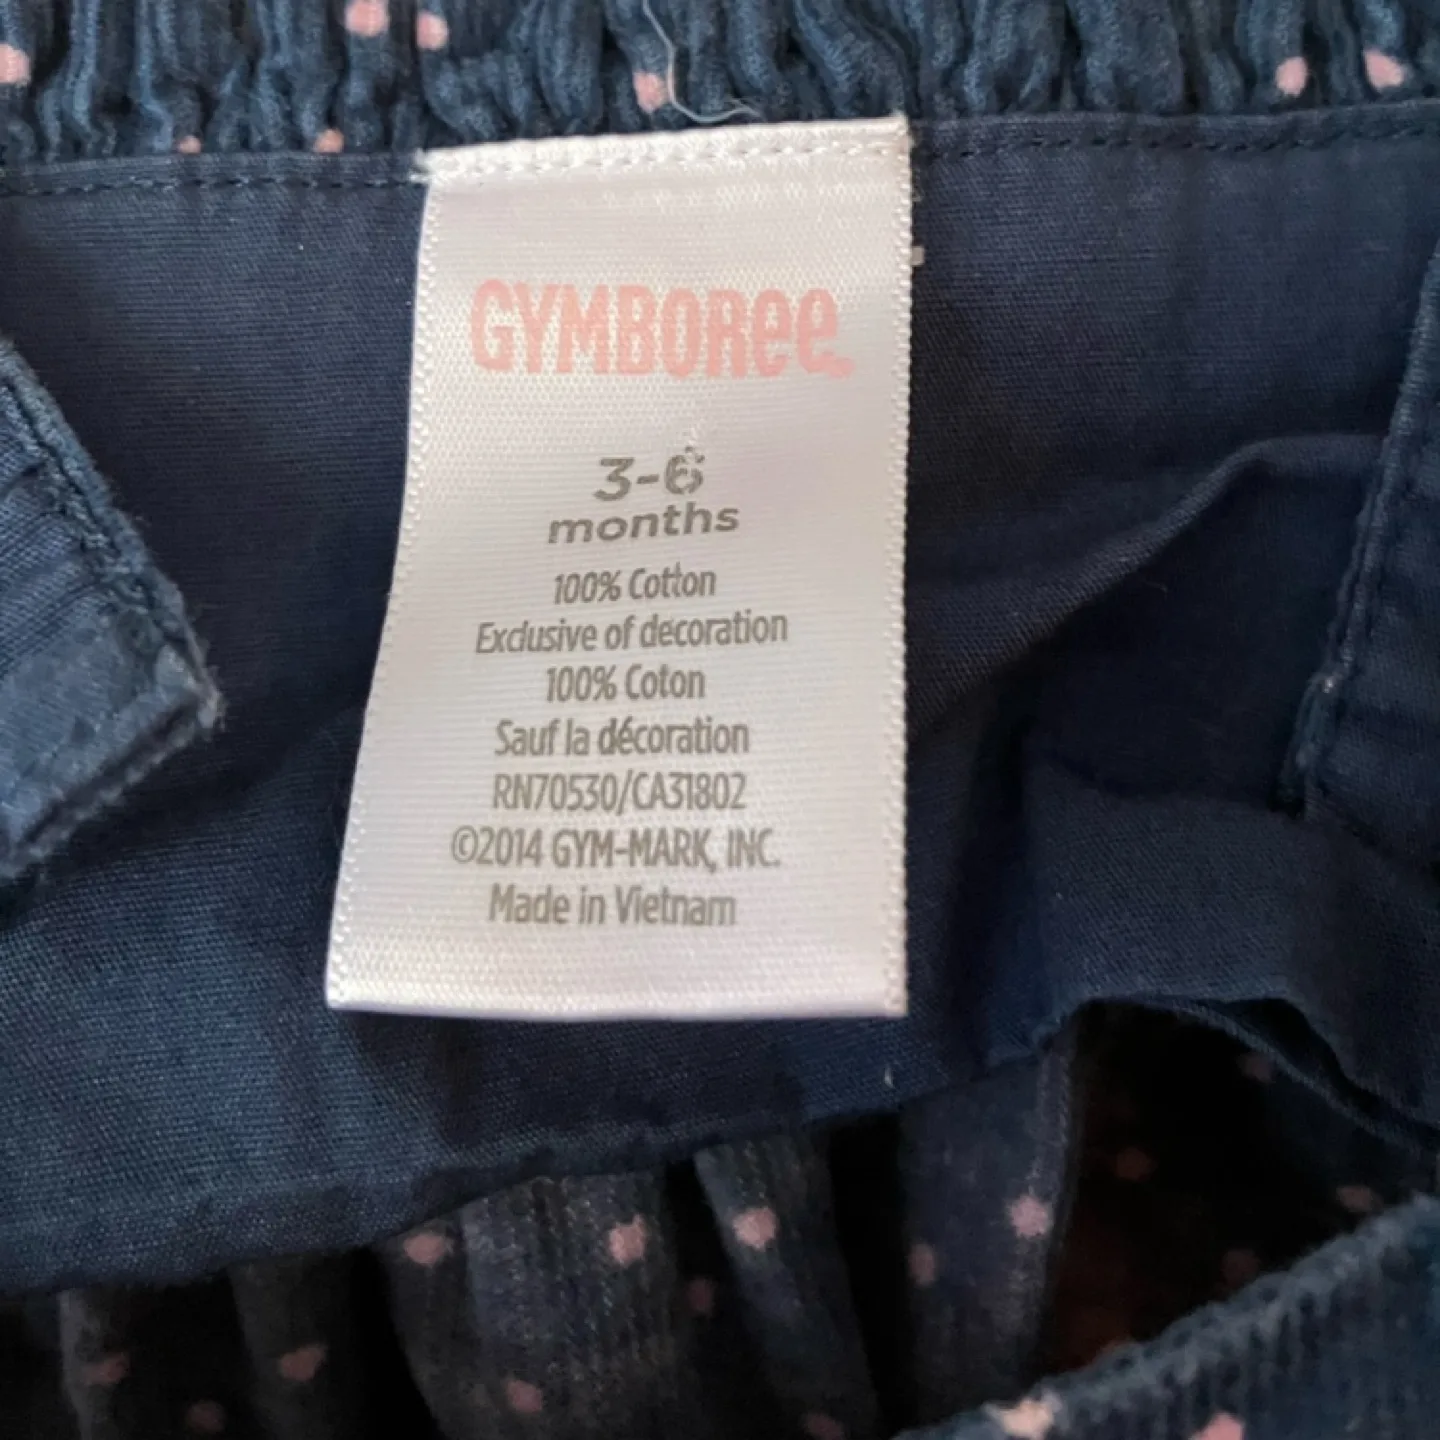 GYMBOREE
3-6
months
100% Cotton
Exclusive of decoration
100% Coton
Sauf la décoration
RN70530/CA31802
©2014 GYM-MARK, INC.
Made in Vietnam